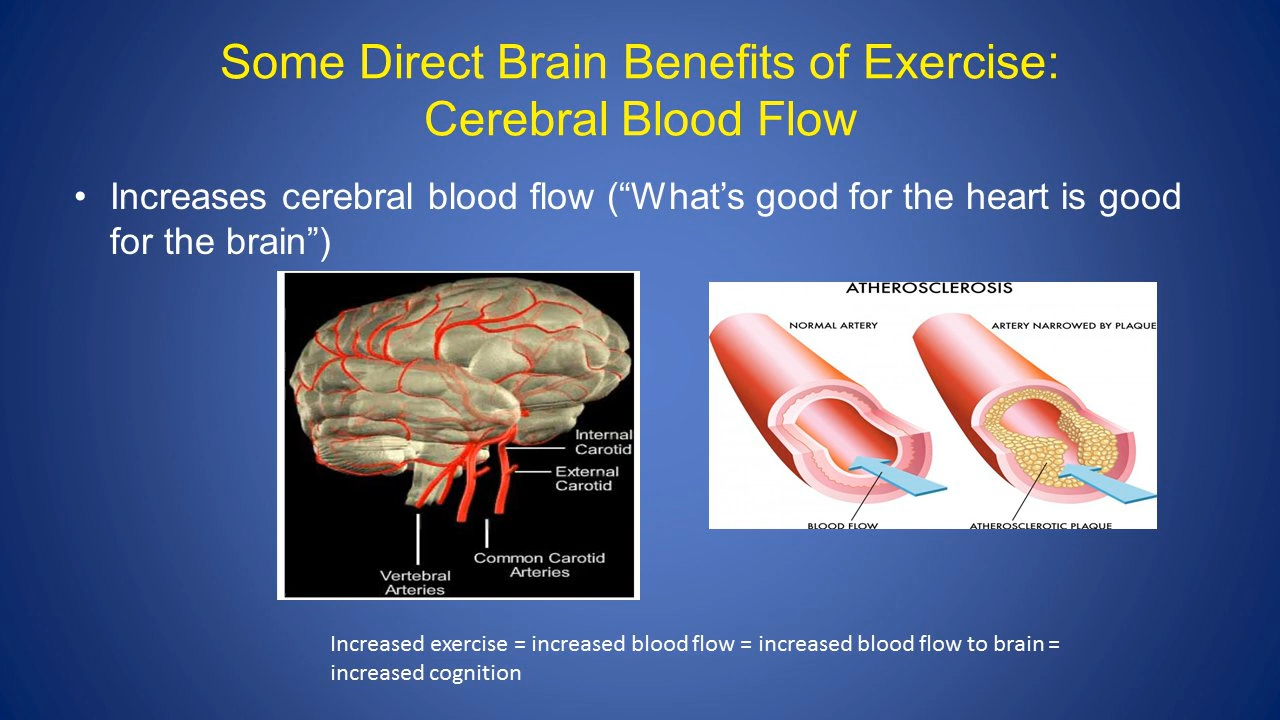 Some Direct Brain Benefits of Exercise:
Cerebral Blood Flow
• Increases cerebral blood flow (“What’s good for the heart is good
for the brain”)
Internal
Carotid
External
Carotid
Common Carotid
Arteries
Vertebral
Arteries
ATHEROSCLEROSIS
NORMAL ARTERY
ARTERY NARROWED BY PLAQUE
BLOOD FLOW
ATHEROSCLEROTIC PLAQUE
Increased exercise = increased blood flow = increased blood flow to brain =
increased cognition